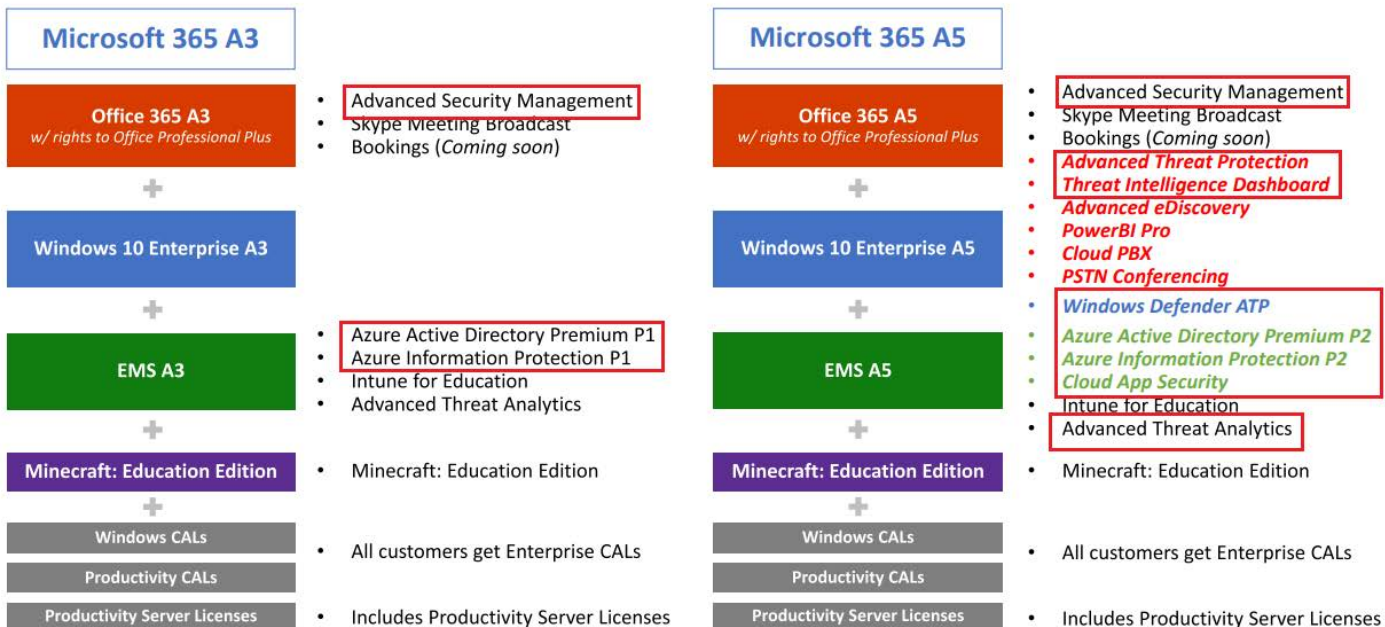 Microsoft 365 A3
Office 365 A3
w/ rights to Office Professional Plus
• Advanced Security Management
• Skype Meeting Broadcast
• Bookings (Coming soon)
+
Windows 10 Enterprise A3
+
EMS A3
• Azure Active Directory Premium P1
• Azure Information Protection P1
• Intune for Education
• Advanced Threat Analytics
+
Minecraft: Education Edition
• Minecraft: Education Edition
+
Windows CALs
Productivity CALs
• All customers get Enterprise CALs
Productivity Server Licenses
• Includes Productivity Server Licenses
Microsoft 365 A5
Office 365 A5
w/ rights to Office Professional Plus
• Advanced Security Management
• Skype Meeting Broadcast
• Bookings (Coming soon)
• Advanced Threat Protection
• Threat Intelligence Dashboard
• Advanced eDiscovery
• PowerBI Pro
• Cloud PBX
• PSTN Conferencing
+
Windows 10 Enterprise A5
• Windows Defender ATP
+
EMS A5
• Azure Active Directory Premium P2
• Azure Information Protection P2
• Cloud App Security
• Intune for Education
• Advanced Threat Analytics
+
Minecraft: Education Edition
• Minecraft: Education Edition
+
Windows CALs
Productivity CALs
• All customers get Enterprise CALs
Productivity Server Licenses
• Includes Productivity Server Licenses